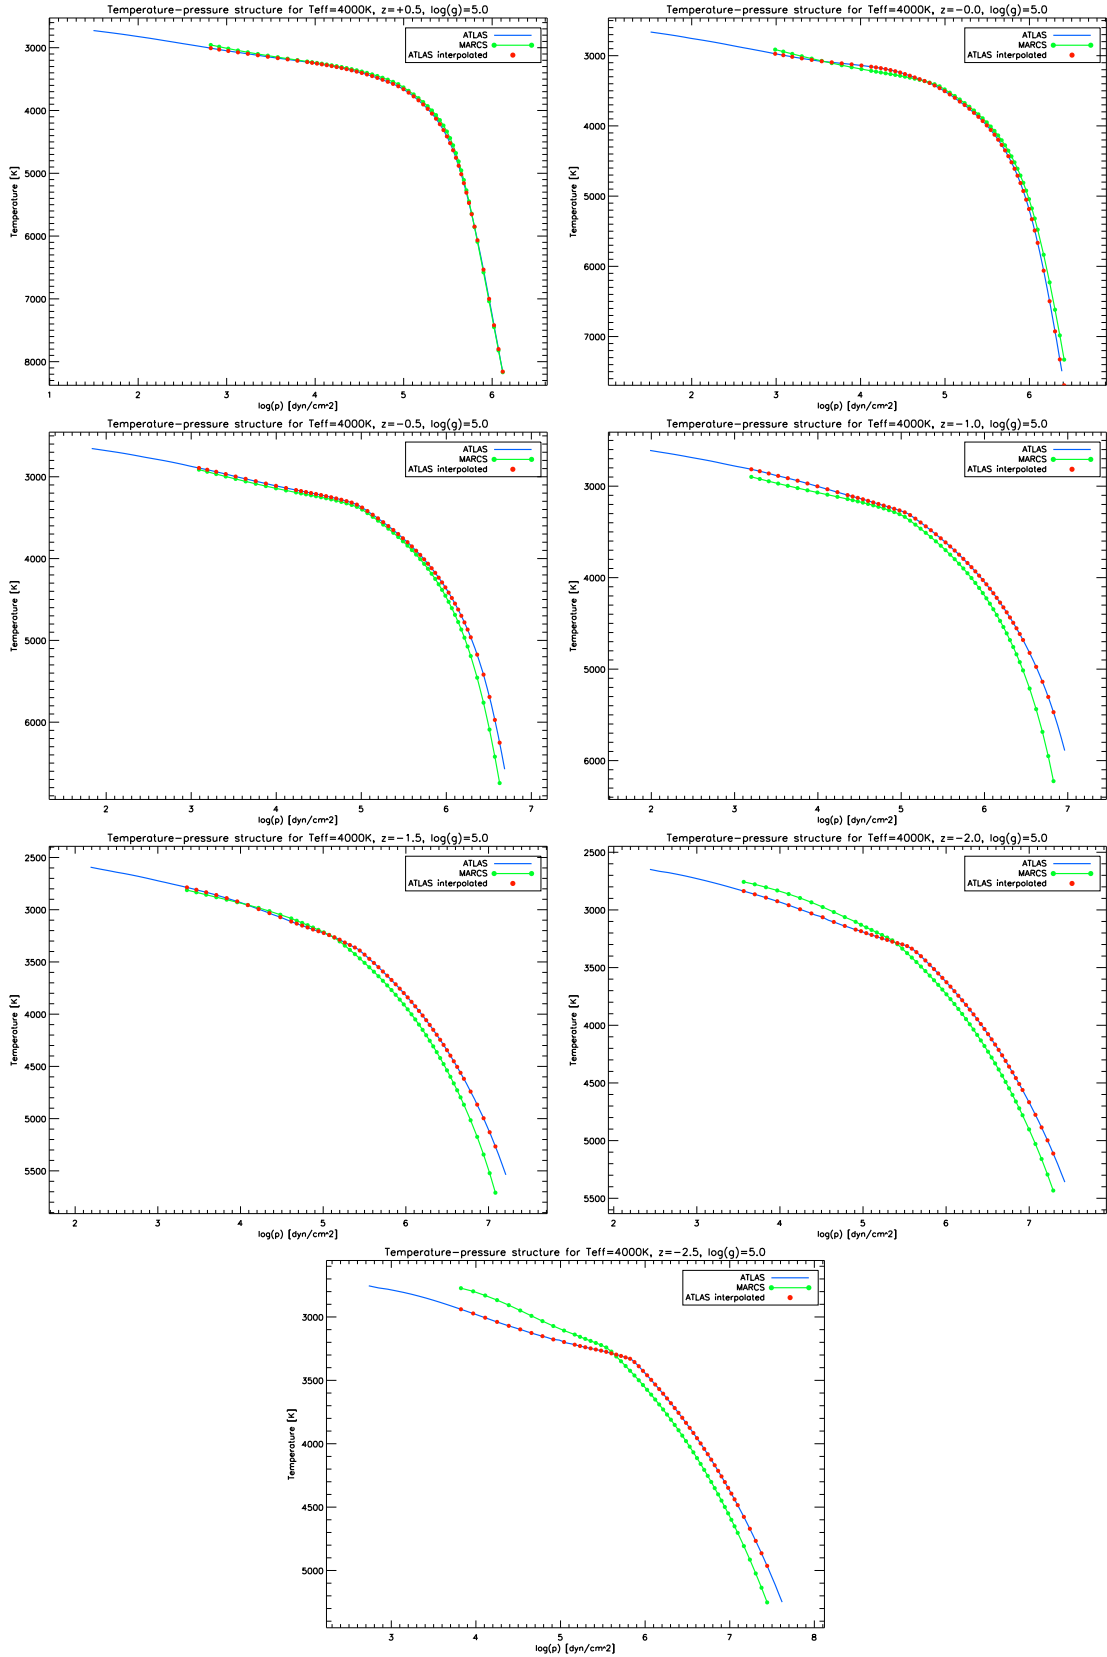 Temperature-pressure structure for Teff=4000K, z=+0.5, log(g)=5.0
ATLAS
MARCS
ATLAS interpolated
Temperature [K]
3000
4000
5000
6000
7000
8000
1 2 3 4 5 6
log(p) [dyn/cm^2]
Temperature-pressure structure for Teff=4000K, z=-0.0, log(g)=5.0
ATLAS
MARCS
ATLAS interpolated
Temperature [K]
3000
4000
5000
6000
7000
2 3 4 5 6
log(p) [dyn/cm^2]
Temperature-pressure structure for Teff=4000K, z=-0.5, log(g)=5.0
ATLAS
MARCS
ATLAS interpolated
Temperature [K]
3000
4000
5000
6000
2 3 4 5 6 7
log(p) [dyn/cm^2]
Temperature-pressure structure for Teff=4000K, z=-1.0, log(g)=5.0
ATLAS
MARCS
ATLAS interpolated
Temperature [K]
3000
4000
5000
6000
2 3 4 5 6 7
log(p) [dyn/cm^2]
Temperature-pressure structure for Teff=4000K, z=-1.5, log(g)=5.0
ATLAS
MARCS
ATLAS interpolated
Temperature [K]
2500
3000
3500
4000
4500
5000
5500
2 3 4 5 6 7
log(p) [dyn/cm^2]
Temperature-pressure structure for Teff=4000K, z=-2.0, log(g)=5.0
ATLAS
MARCS
ATLAS interpolated
Temperature [K]
2500
3000
3500
4000
4500
5000
5500
2 3 4 5 6 7
log(p) [dyn/cm^2]
Temperature-pressure structure for Teff=4000K, z=-2.5, log(g)=5.0
ATLAS
MARCS
ATLAS interpolated
Temperature [K]
3000
3500
4000
4500
5000
3 4 5 6 7 8
log(p) [dyn/cm^2]